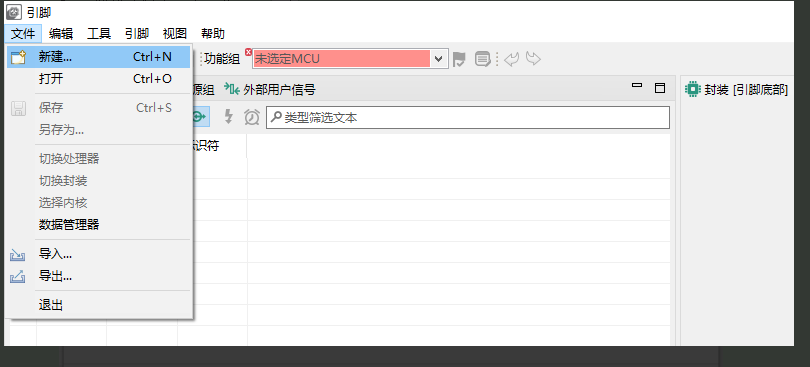 引脚
文件 编辑 工具 引脚 视图 帮助
新建... Ctrl+N
功能组 未选定MCU
打开 Ctrl+O
源组 外部用户信号
封装 [引脚底部]
保存 Ctrl+S
另存为...
类型筛选文本
识符
切换处理器
切换封装
选择内核
数据管理器
导入...
导出...
退出